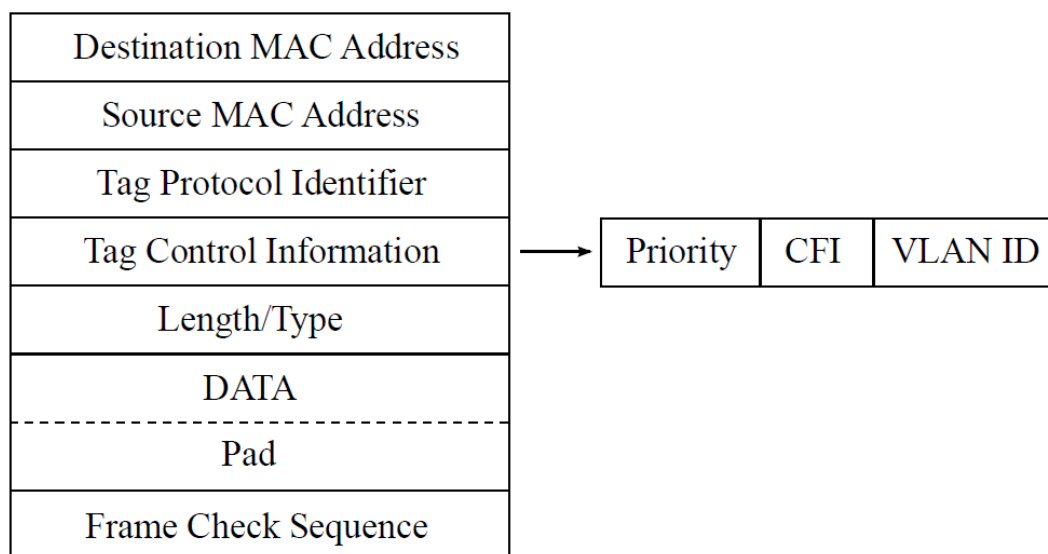 Destination MAC Address
Source MAC Address
Tag Protocol Identifier
Tag Control Information
Priority
CFI
VLAN ID
Length/Type
DATA
Pad
Frame Check Sequence